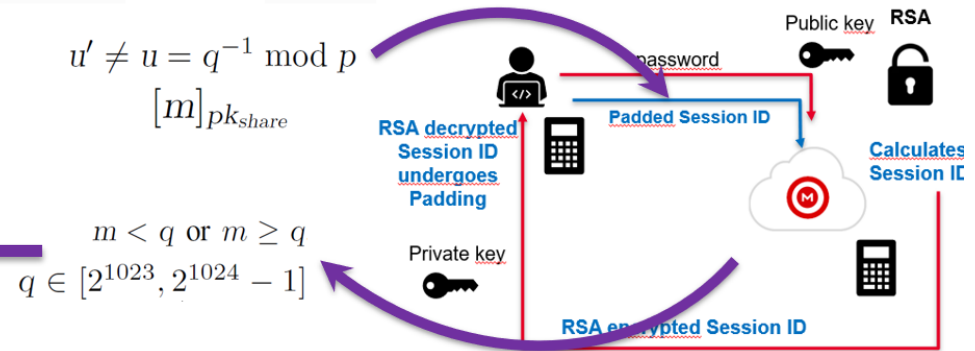 u′ ≠ u = q⁻¹ mod p
[m]ₚₖ_share
m < q or m ≥ q
q ∈ [2¹⁰²³, 2¹⁰²⁴ − 1]
Public key
RSA
password
</>
Padded Session ID
RSA decrypted
Session ID
undergoes
Padding
Calculates
Session ID
M
Private key
RSA encrypted Session ID